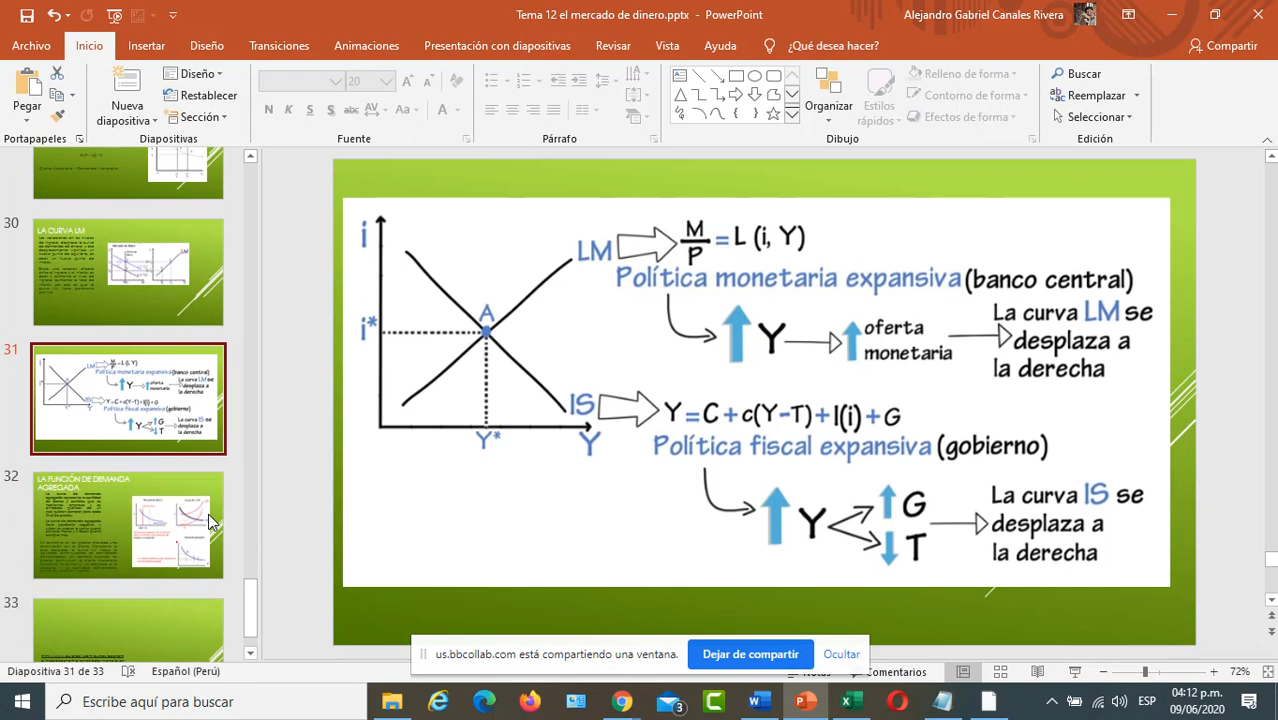 Tema 12 el mercado de dinero.pptx - PowerPoint
Alejandro Gabriel Canales Rivera
Archivo
Inicio
Insertar
Diseño
Transiciones
Animaciones
Presentación con diapositivas
Revisar
Vista
Ayuda
¿Qué desea hacer?
Compartir
Pegar
Nueva
diapositiva
Diseño
Restablecer
Sección
20
N K S abc AV Aa A
Organizar
Estilos
rápidos
Relleno de forma
Contorno de forma
Efectos de forma
Buscar
Reemplazar
Seleccionar
Portapapeles
Diapositivas
Fuente
Párrafo
Dibujo
Edición
30
LA CURVA LM
31
32
LA FUNCIÓN DE DEMANDA
AGREGADA
33
i
LM
M/P = L (i, Y)
Política monetaria expansiva (banco central)
A
i*
Y
oferta
monetaria
La curva LM se
desplaza a
la derecha
IS
Y = C + c(Y-T) + I(i) + G
Y*
Y
Política fiscal expansiva (gobierno)
Y
G
T
La curva IS se
desplaza a
la derecha
us.bbcollab.com está compartiendo una ventana.
Dejar de compartir
Ocultar
Diapositiva 31 de 33
Español (Perú)
Notas
Comentarios
72%
Escribe aquí para buscar
3
ESP
04:12 p.m.
09/06/2020